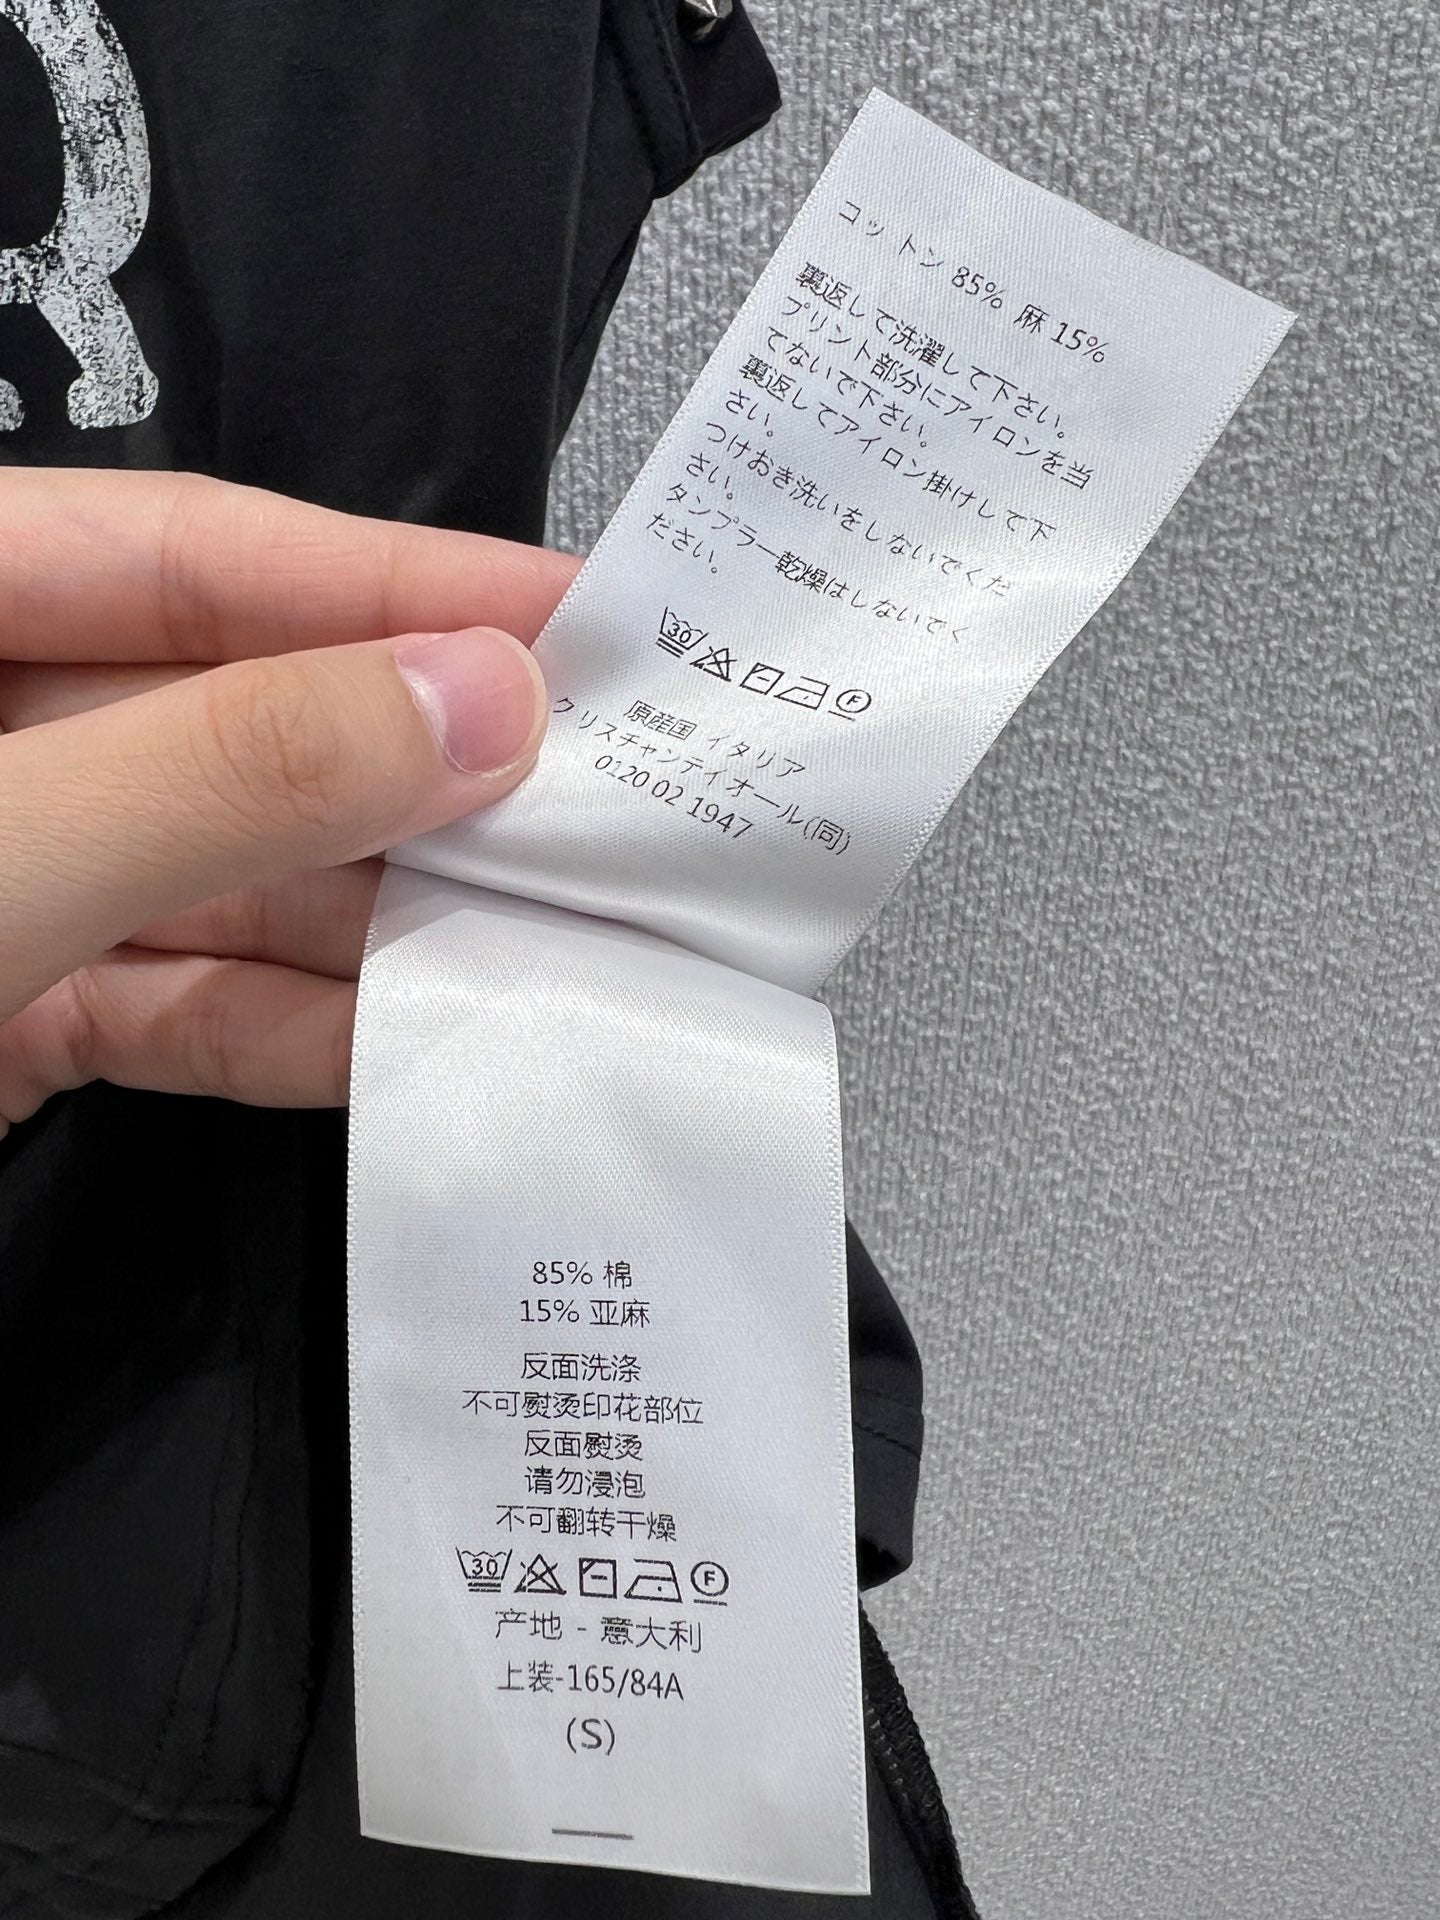 コットン 85% 麻 15%
裏返しで洗濯して下さい。
プリント部分にアイロンを当
てないで下さい。
裏返してアイロン掛けして下
さい。
つけおき洗いをしないでくだ
さい。
タンブラー乾燥はしないでく
ださい。
30
F
原産国 イタリア
クリスチャンディオール(同)
0120 02 1947
85% 棉
15% 亚麻
反面洗涤
不可熨烫印花部位
反面熨烫
请勿浸泡
不可翻转干燥
30
F
产地 - 意大利
上装-165/84A
(S)